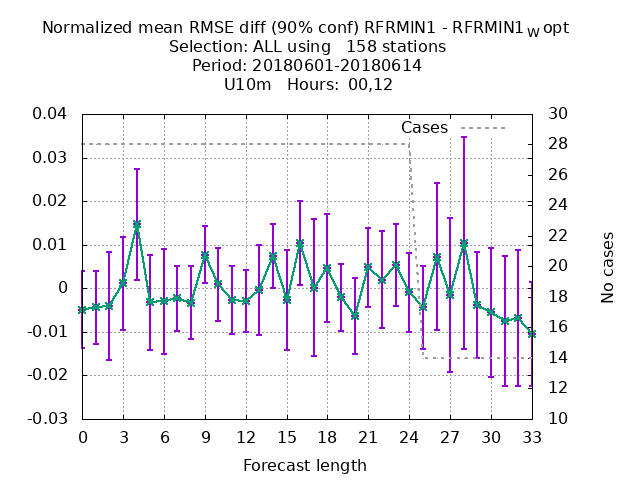 Normalized mean RMSE diff (90% conf) RFRMIN1 - RFRMIN1W opt
Selection: ALL using   158 stations
Period: 20180601-20180614
U10m   Hours:  00,12
Cases
0.04
0.03
0.02
0.01
0
-0.01
-0.02
-0.03
30
28
26
24
22
20
18
16
14
12
10
No cases
0 3 6 9 12 15 18 21 24 27 30 33
Forecast length